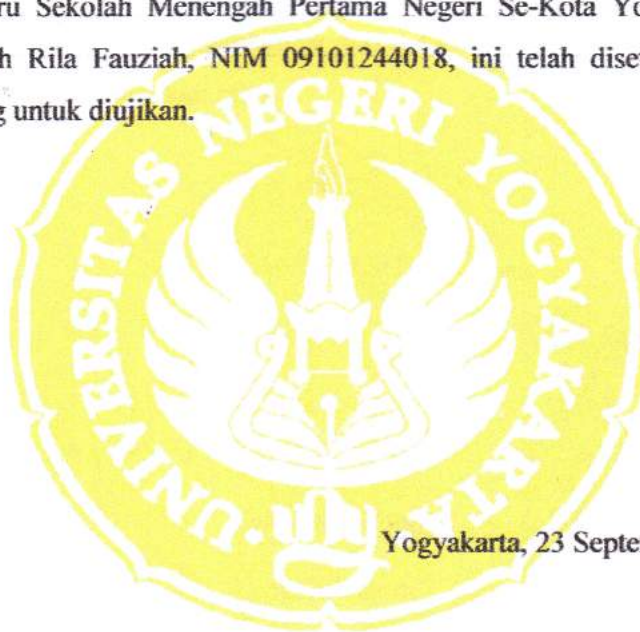 ru Sekolah Menengah Pertama Negeri Se-Kota Yo
h Rila Fauziah, NIM 09101244018, ini telah dise
g untuk diujikan.
UNIVERSITAS NEGERI YOGYAKARTA
Yogyakarta, 23 Septe